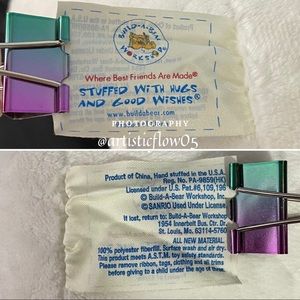 BUILD-A-BEAR
WORKSHOP
Where Best Friends Are Made®
STUFFED WITH HUGS
AND GOOD WISHES®
www.buildabear.com
PHOTOGRAPHY
@artisticflow05
Product of China, Hand stuffed in the U.S.A.
Reg. No. PA-9859(HK)
Licensed under U.S. Pat.#6,109,196
© Build-A-Bear Workshop
©SANRIO Used Under License
If lost, return to: Build-A-Bear Workshop
1954 Innerbelt Bus. Ctr. Dr.
St. Louis, Mo. 63114-5760
ALL NEW MATERIAL
100% polyester fiberfill. Surface wash and air dry.
This product meets A.S.T.M. toy safety standards.
Please remove ribbon, tags, clothing and all trims
before giving to a child under the age of three.